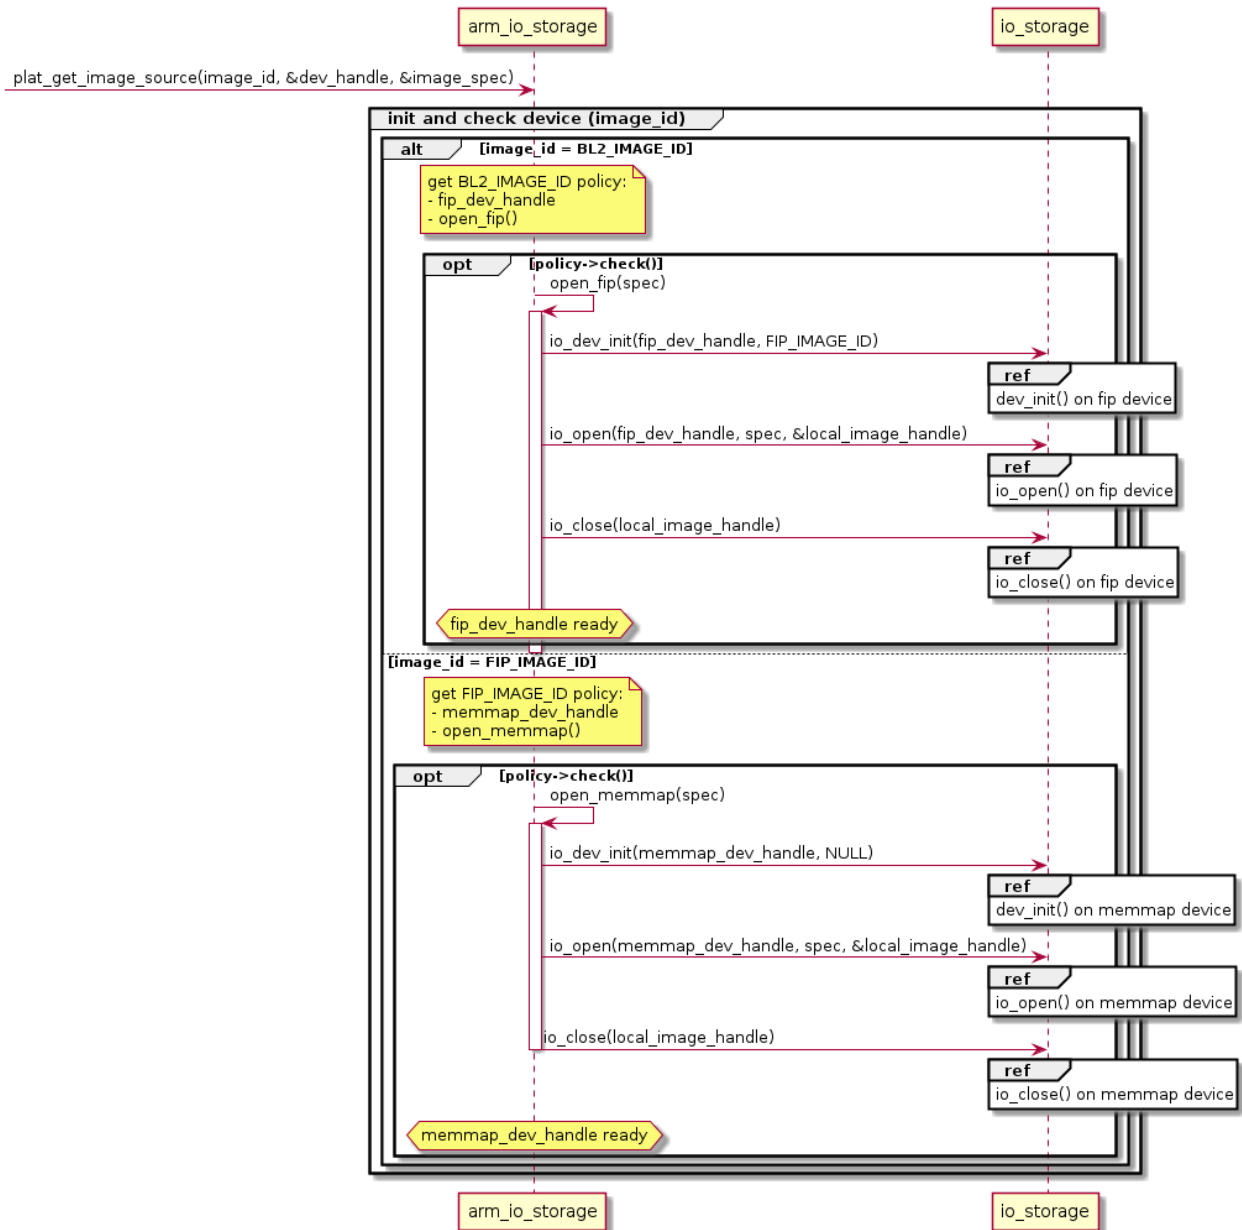 arm_io_storage
io_storage
plat_get_image_source(image_id, &dev_handle, &image_spec)
init and check device (image_id)
alt
[image_id = BL2_IMAGE_ID]
get BL2_IMAGE_ID policy:
- fip_dev_handle
- open_fip()
opt
[policy->check()]
open_fip(spec)
io_dev_init(fip_dev_handle, FIP_IMAGE_ID)
ref
dev_init() on fip device
io_open(fip_dev_handle, spec, &local_image_handle)
ref
io_open() on fip device
io_close(local_image_handle)
ref
io_close() on fip device
fip_dev_handle ready
[image_id = FIP_IMAGE_ID]
get FIP_IMAGE_ID policy:
- memmap_dev_handle
- open_memmap()
opt
[policy->check()]
open_memmap(spec)
io_dev_init(memmap_dev_handle, NULL)
ref
dev_init() on memmap device
io_open(memmap_dev_handle, spec, &local_image_handle)
ref
io_open() on memmap device
io_close(local_image_handle)
ref
io_close() on memmap device
memmap_dev_handle ready
arm_io_storage
io_storage